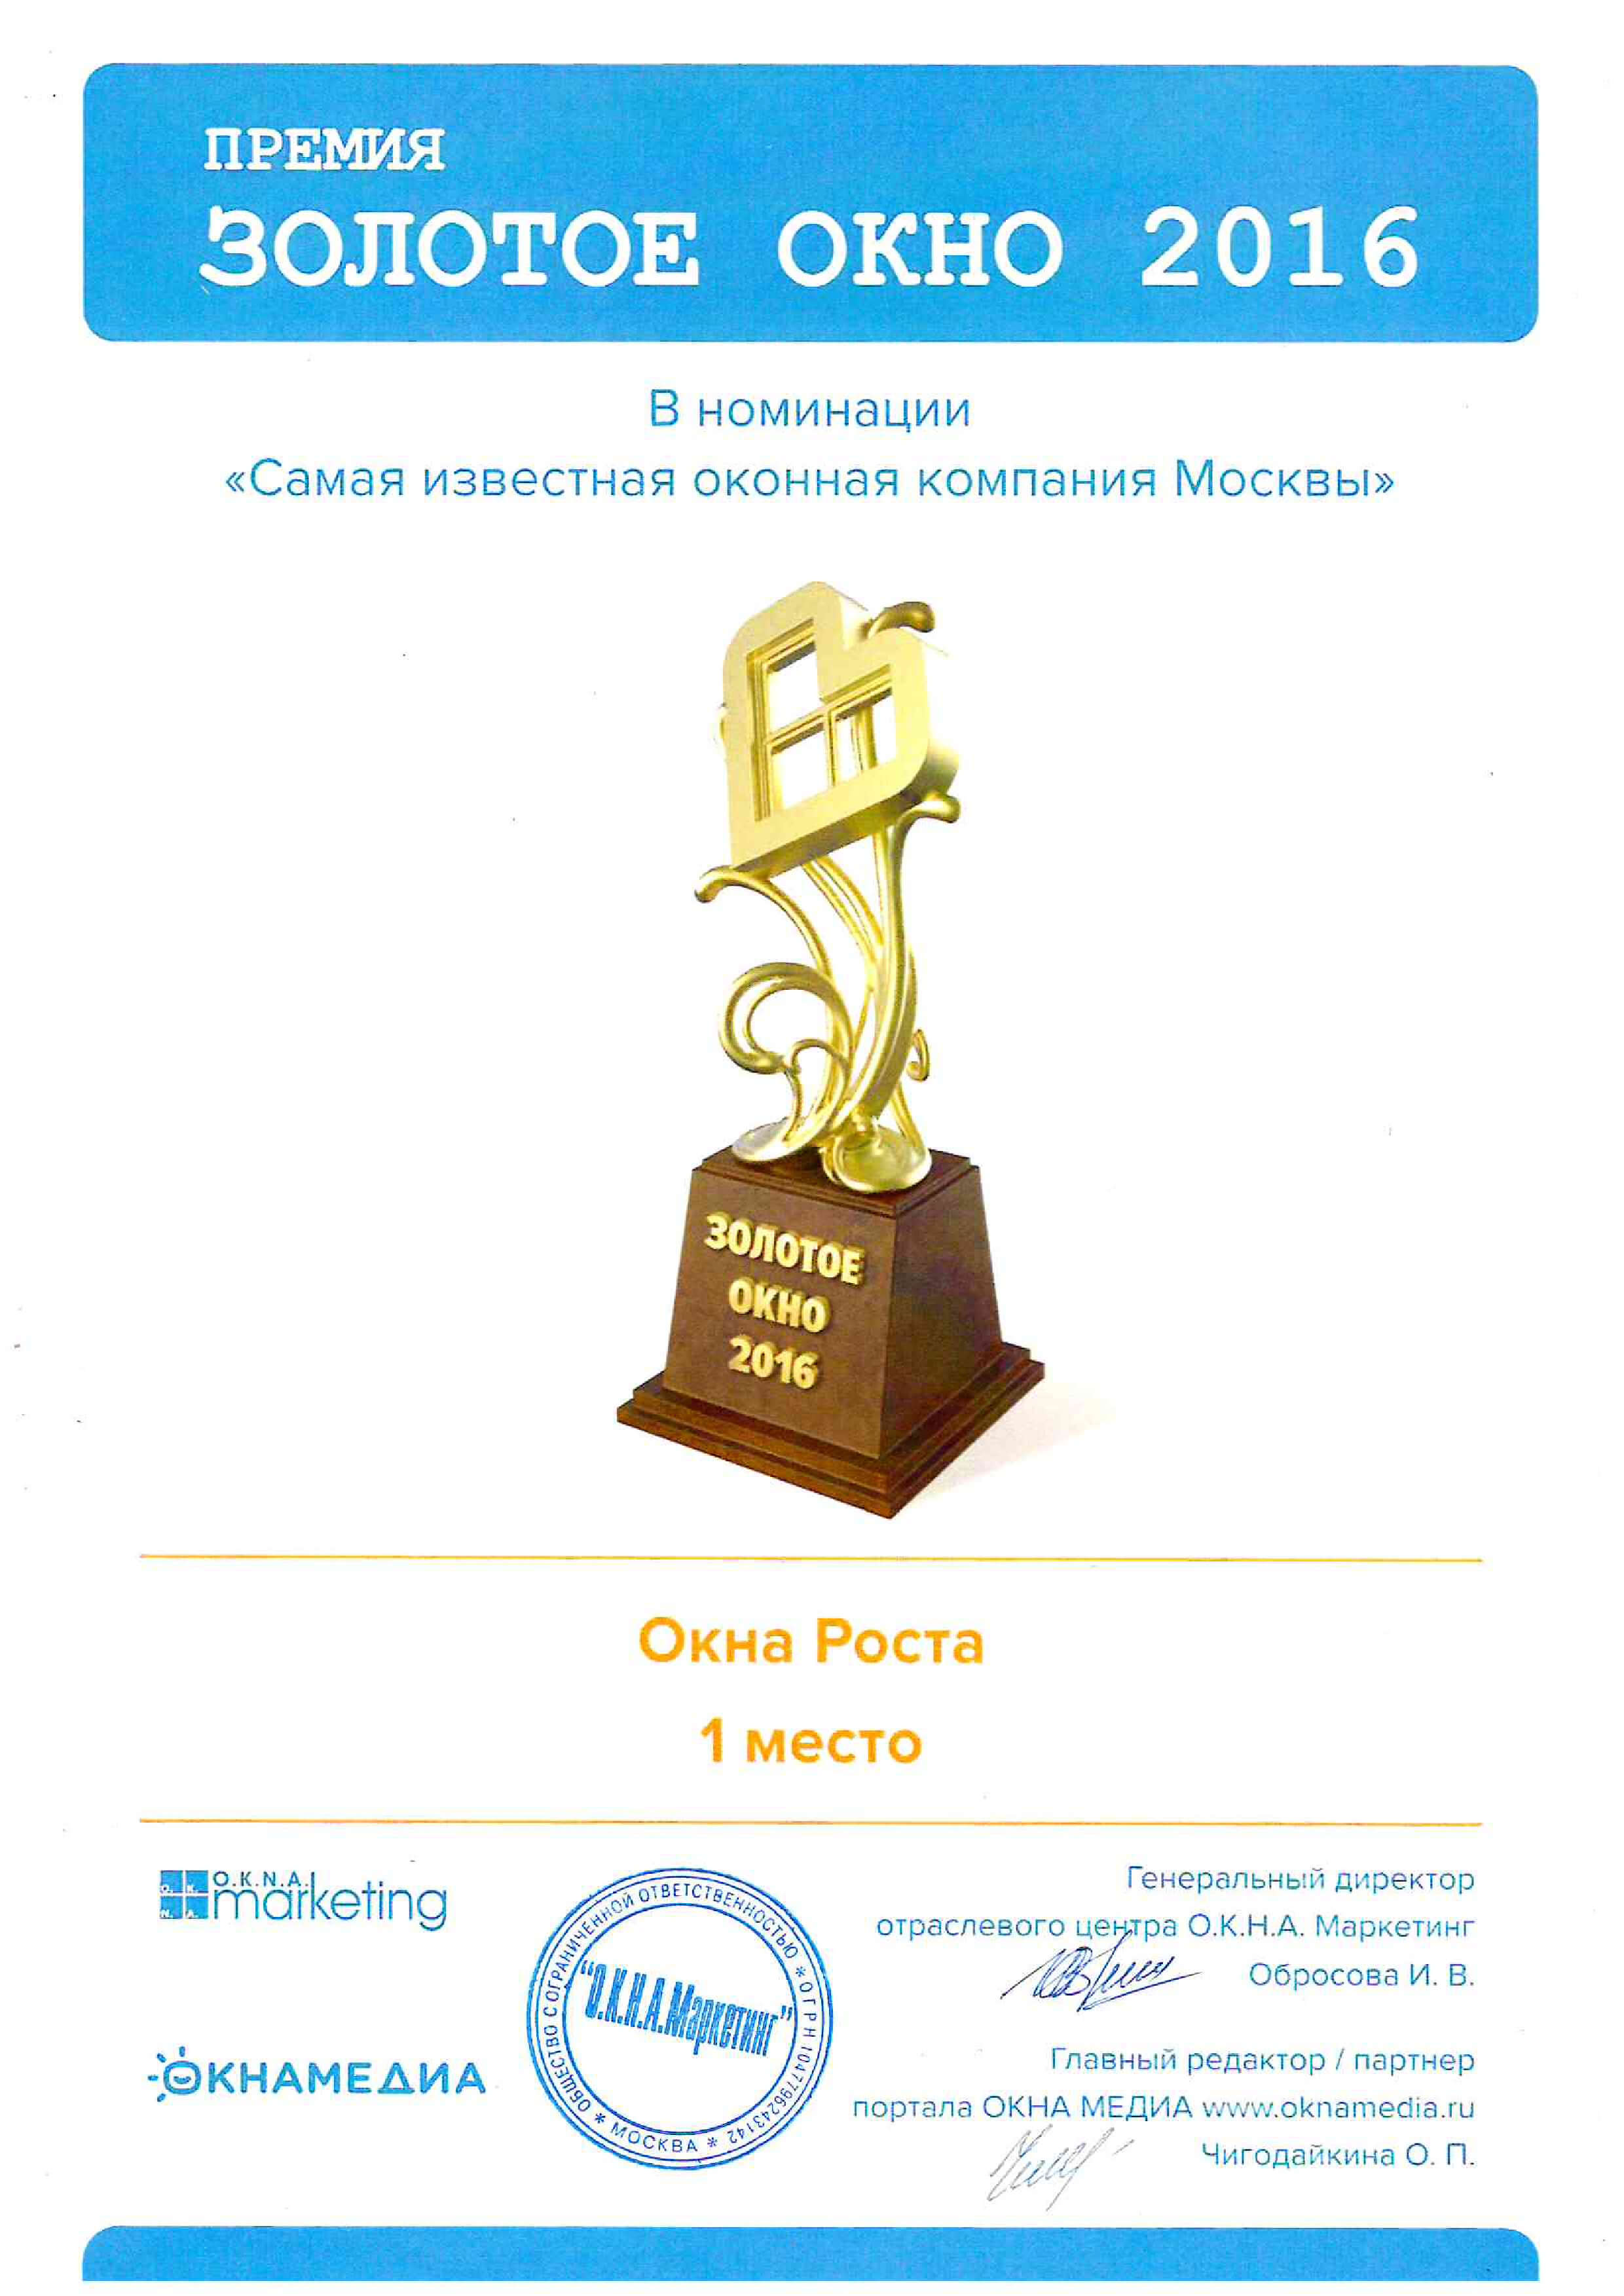 ПРЕМИЯ
ЗОЛОТОЕ ОКНО 2016
В номинации
«Самая известная оконная компания Москвы»
ЗОЛОТОЕ
ОКНО
2016
Окна Роста
1 место
O.K.N.A.
marketing
O. K.
N. A.
ОКНАМЕДИА
ОБЩЕСТВО С ОГРАНИЧЕННОЙ ОТВЕТСТВЕННОСТЬЮ * ОГРН 1047796243142 * МОСКВА *
"О.К.Н.А.Маркетинг"
Генеральный директор
отраслевого центра О.К.Н.А. Маркетинг
Обросова И. В.
Главный редактор / партнер
портала ОКНА МЕДИА www.oknamedia.ru
Чигодайкина О. П.